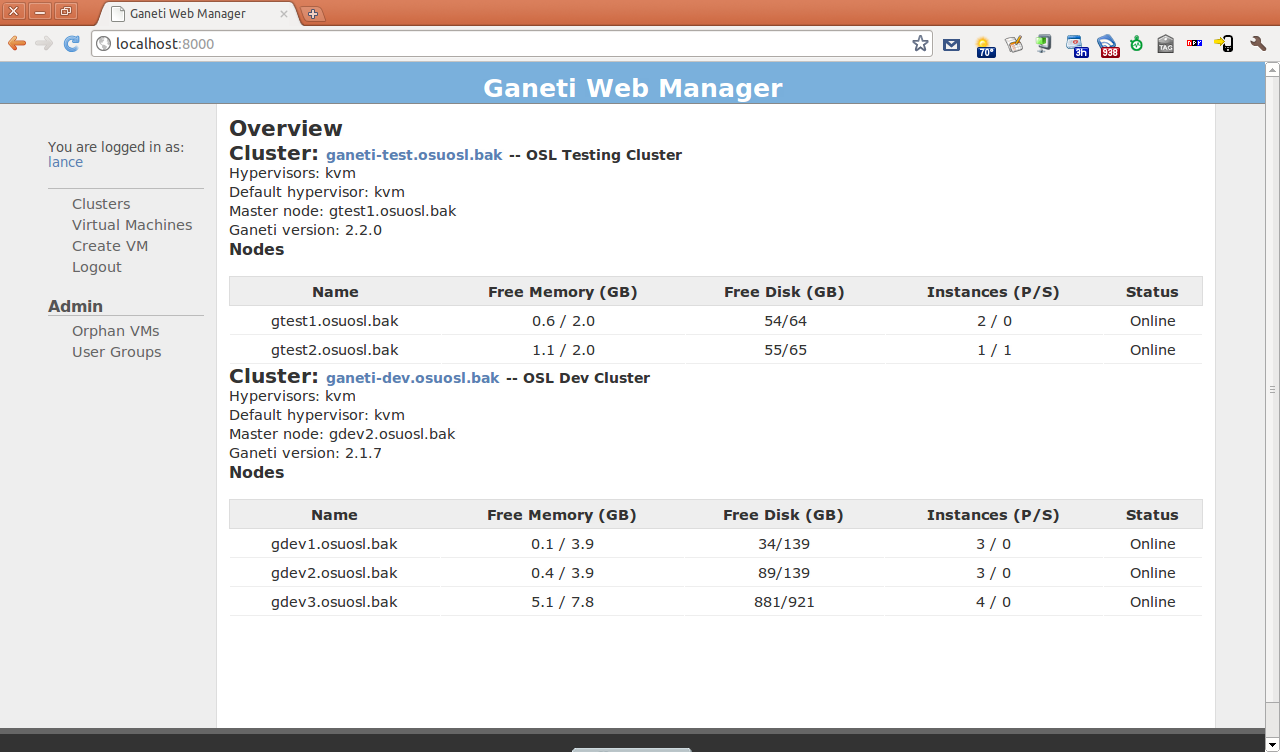 Ganeti Web Manager
localhost:8000
70°
3h
938
TAG
npr
Ganeti Web Manager
You are logged in as:
lance
Clusters
Virtual Machines
Create VM
Logout
Admin
Orphan VMs
User Groups
Overview
Cluster: ganeti-test.osuosl.bak -- OSL Testing Cluster
Hypervisors: kvm
Default hypervisor: kvm
Master node: gtest1.osuosl.bak
Ganeti version: 2.2.0
Nodes
Name Free Memory (GB) Free Disk (GB) Instances (P/S) Status
gtest1.osuosl.bak 0.6 / 2.0 54/64 2 / 0 Online
gtest2.osuosl.bak 1.1 / 2.0 55/65 1 / 1 Online
Cluster: ganeti-dev.osuosl.bak -- OSL Dev Cluster
Hypervisors: kvm
Default hypervisor: kvm
Master node: gdev2.osuosl.bak
Ganeti version: 2.1.7
Nodes
Name Free Memory (GB) Free Disk (GB) Instances (P/S) Status
gdev1.osuosl.bak 0.1 / 3.9 34/139 3 / 0 Online
gdev2.osuosl.bak 0.4 / 3.9 89/139 3 / 0 Online
gdev3.osuosl.bak 5.1 / 7.8 881/921 4 / 0 Online